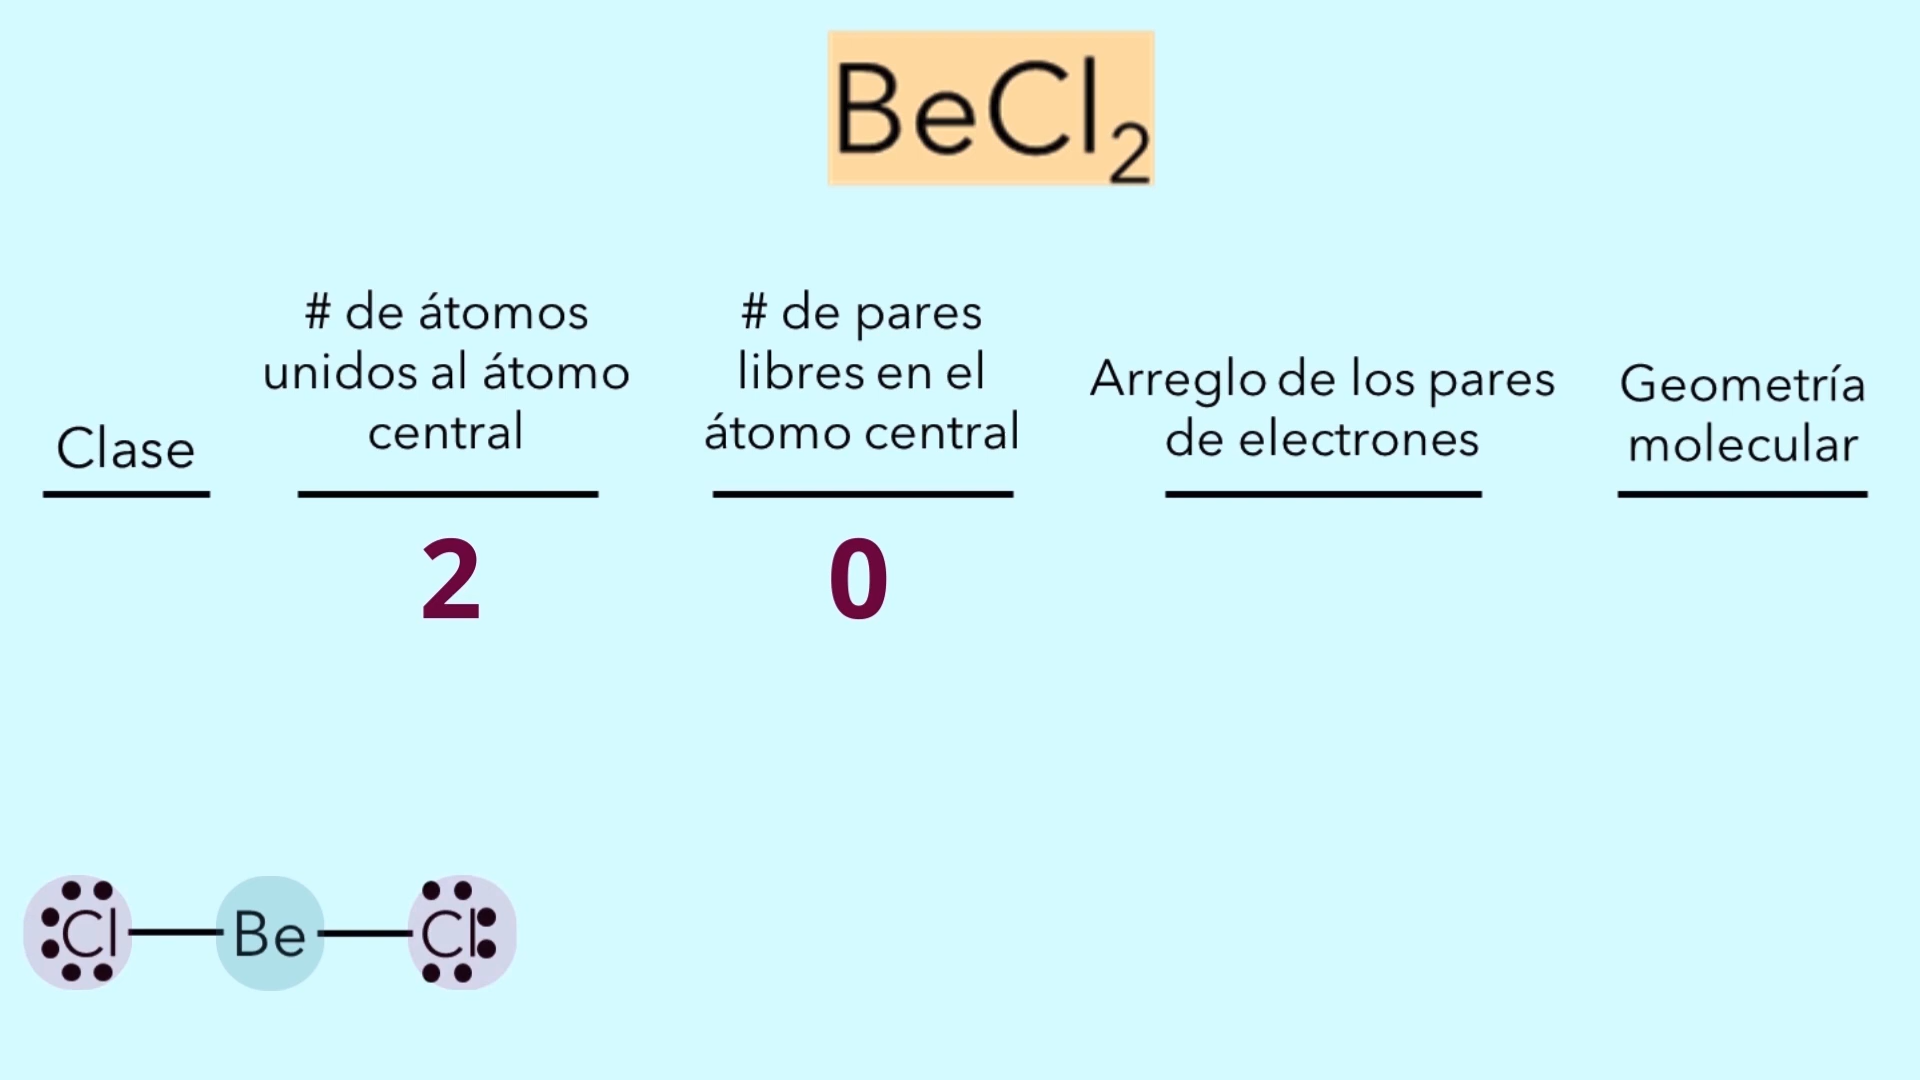 BeCl₂
Clase
# de átomos
unidos al átomo
central
# de pares
libres en el
átomo central
Arreglo de los pares
de electrones
Geometría
molecular
2
0
Cl
Be
Cl